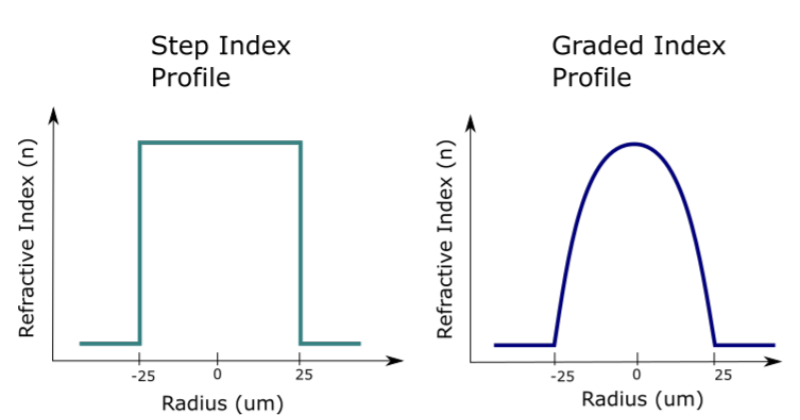 Step Index
Profile
Refractive Index (n)
-25
0
25
Radius (um)
Graded Index
Profile
Refractive Index (n)
-25
0
25
Radius (um)